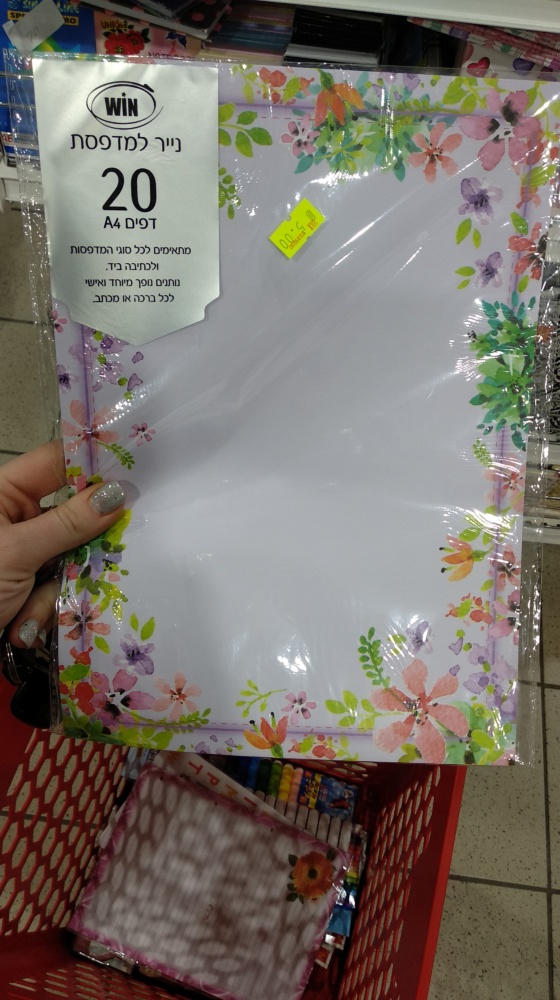 WIN
נייר למדפסת
20
דפים A4
מתאימים לכל סוגי המדפסות
ולכתיבה ביד.
נותנים נופך מיוחד ואישי
לכל ברכה או מכתב.